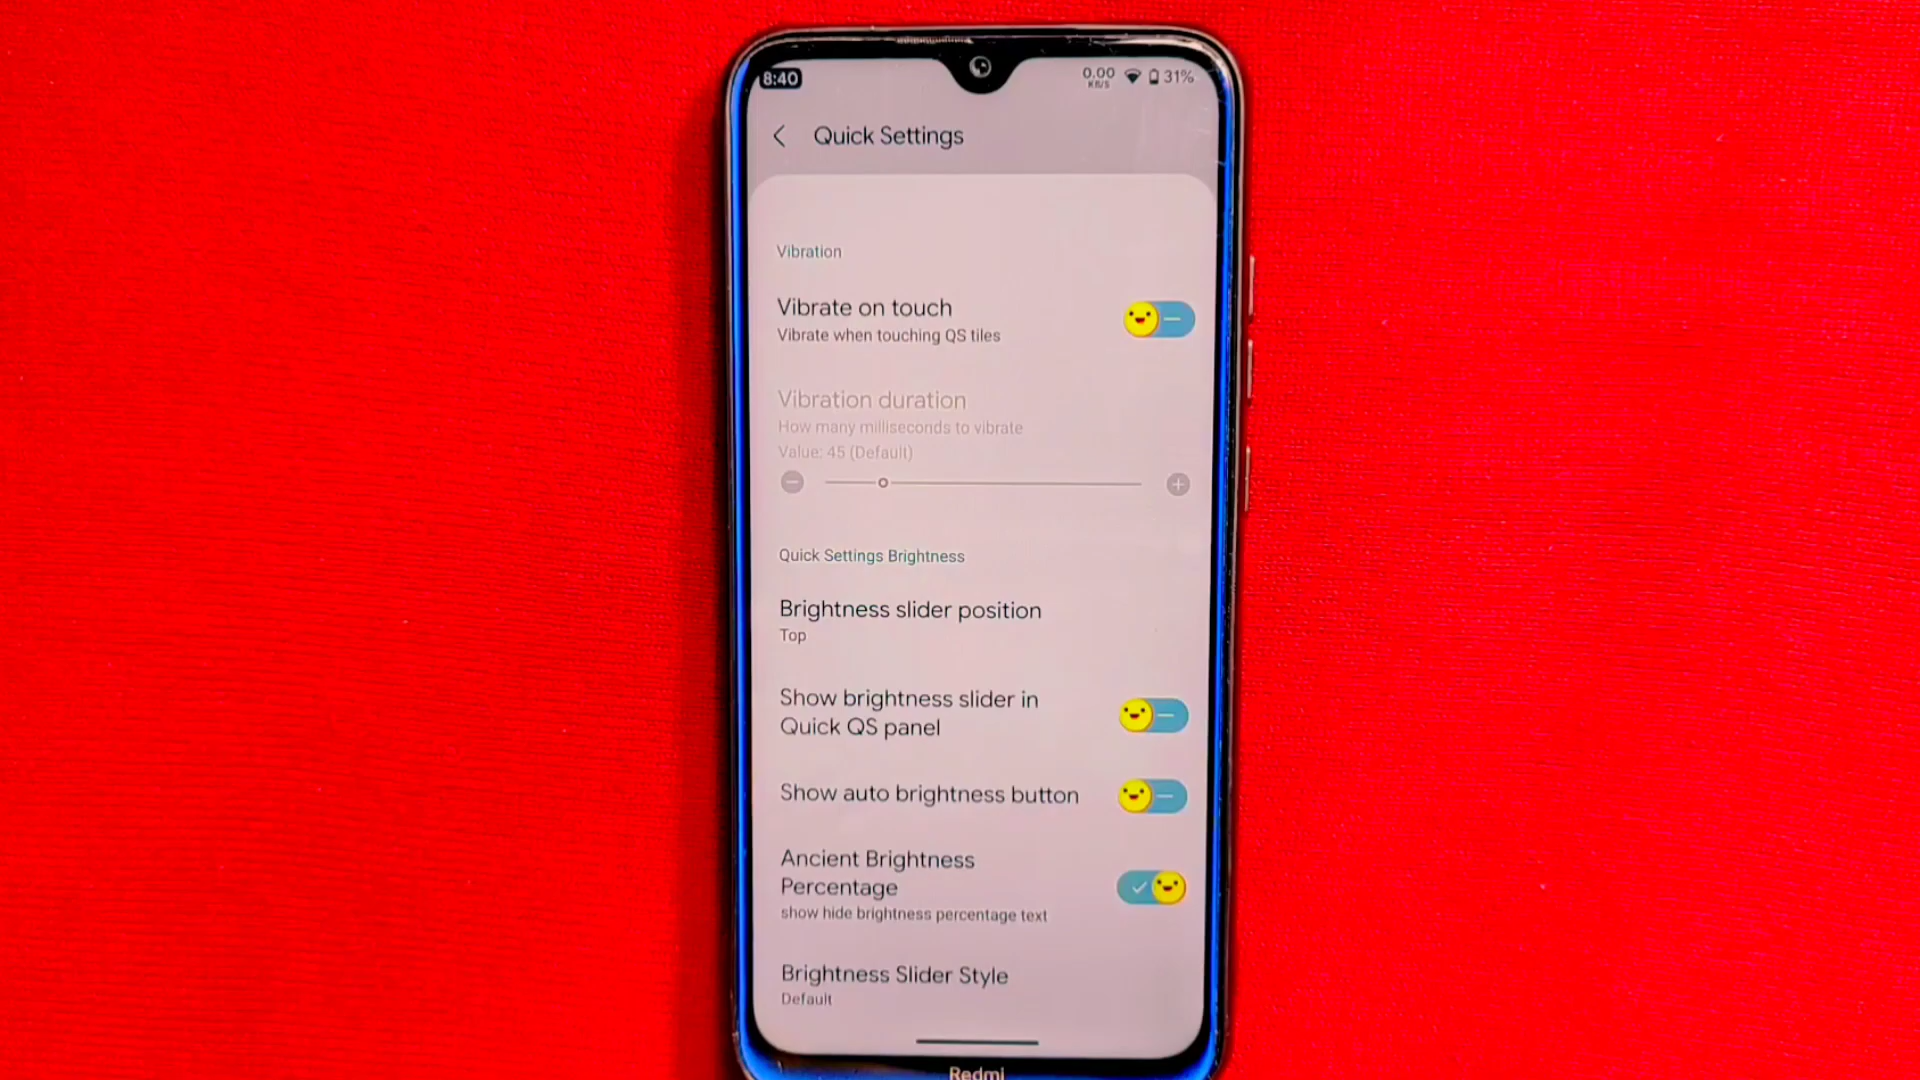 8:40
0.00
KB/S
31%
Quick Settings
Vibration
Vibrate on touch
Vibrate when touching QS tiles
Vibration duration
How many milliseconds to vibrate
Value: 45 (Default)
Quick Settings Brightness
Brightness slider position
Top
Show brightness slider in
Quick QS panel
Show auto brightness button
Ancient Brightness
Percentage
show hide brightness percentage text
Brightness Slider Style
Default
Redmi